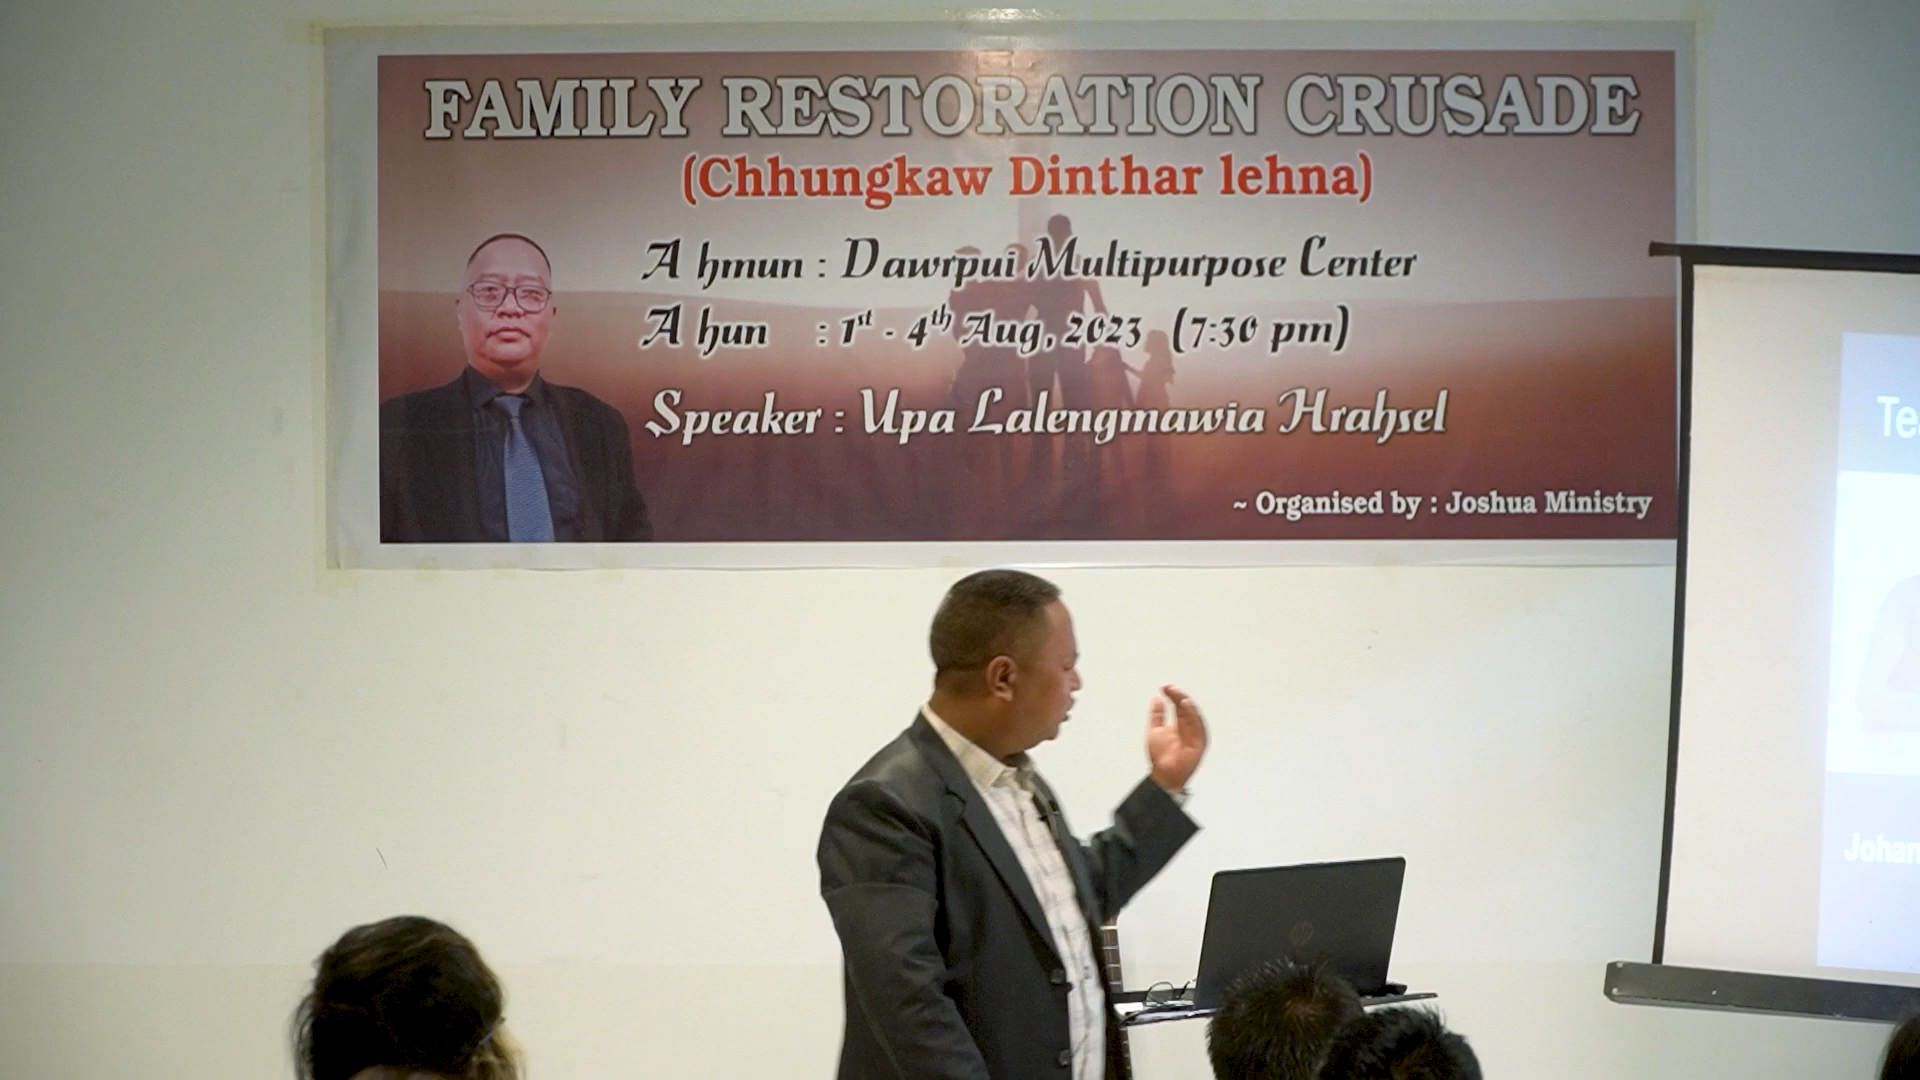 FAMILY RESTORATION CRUSADE
(Chhungkaw Dinthar lehna)
A hmun : Dawrpui Multipurpose Center
A hun : 1st - 4th Aug, 2023 (7:30 pm)
Speaker : Upa Lalengmawia Hrahsel
~ Organised by : Joshua Ministry